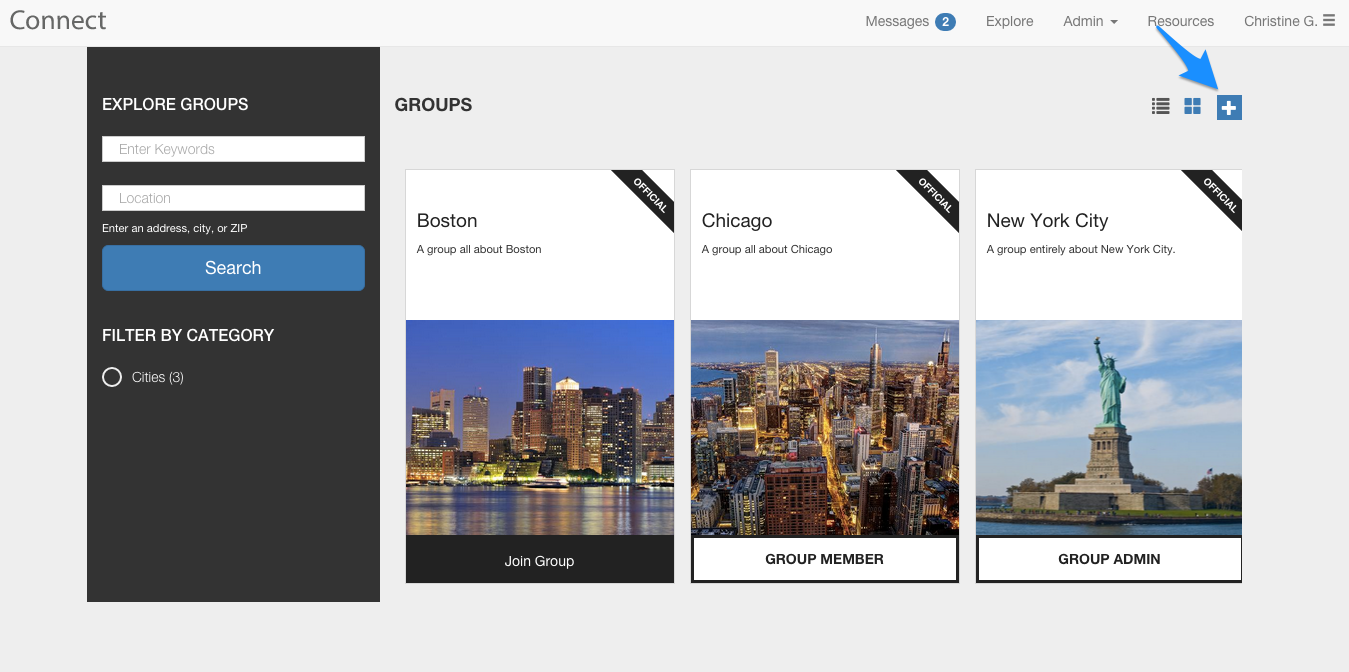 Connect
Messages 2 Explore Admin Resources Christine G.
EXPLORE GROUPS
Enter Keywords
Location
Enter an address, city, or ZIP
Search
FILTER BY CATEGORY
Cities (3)
GROUPS
OFFICIAL
Boston
A group all about Boston
Join Group
OFFICIAL
Chicago
A group all about Chicago
GROUP MEMBER
OFFICIAL
New York City
A group entirely about New York City.
GROUP ADMIN